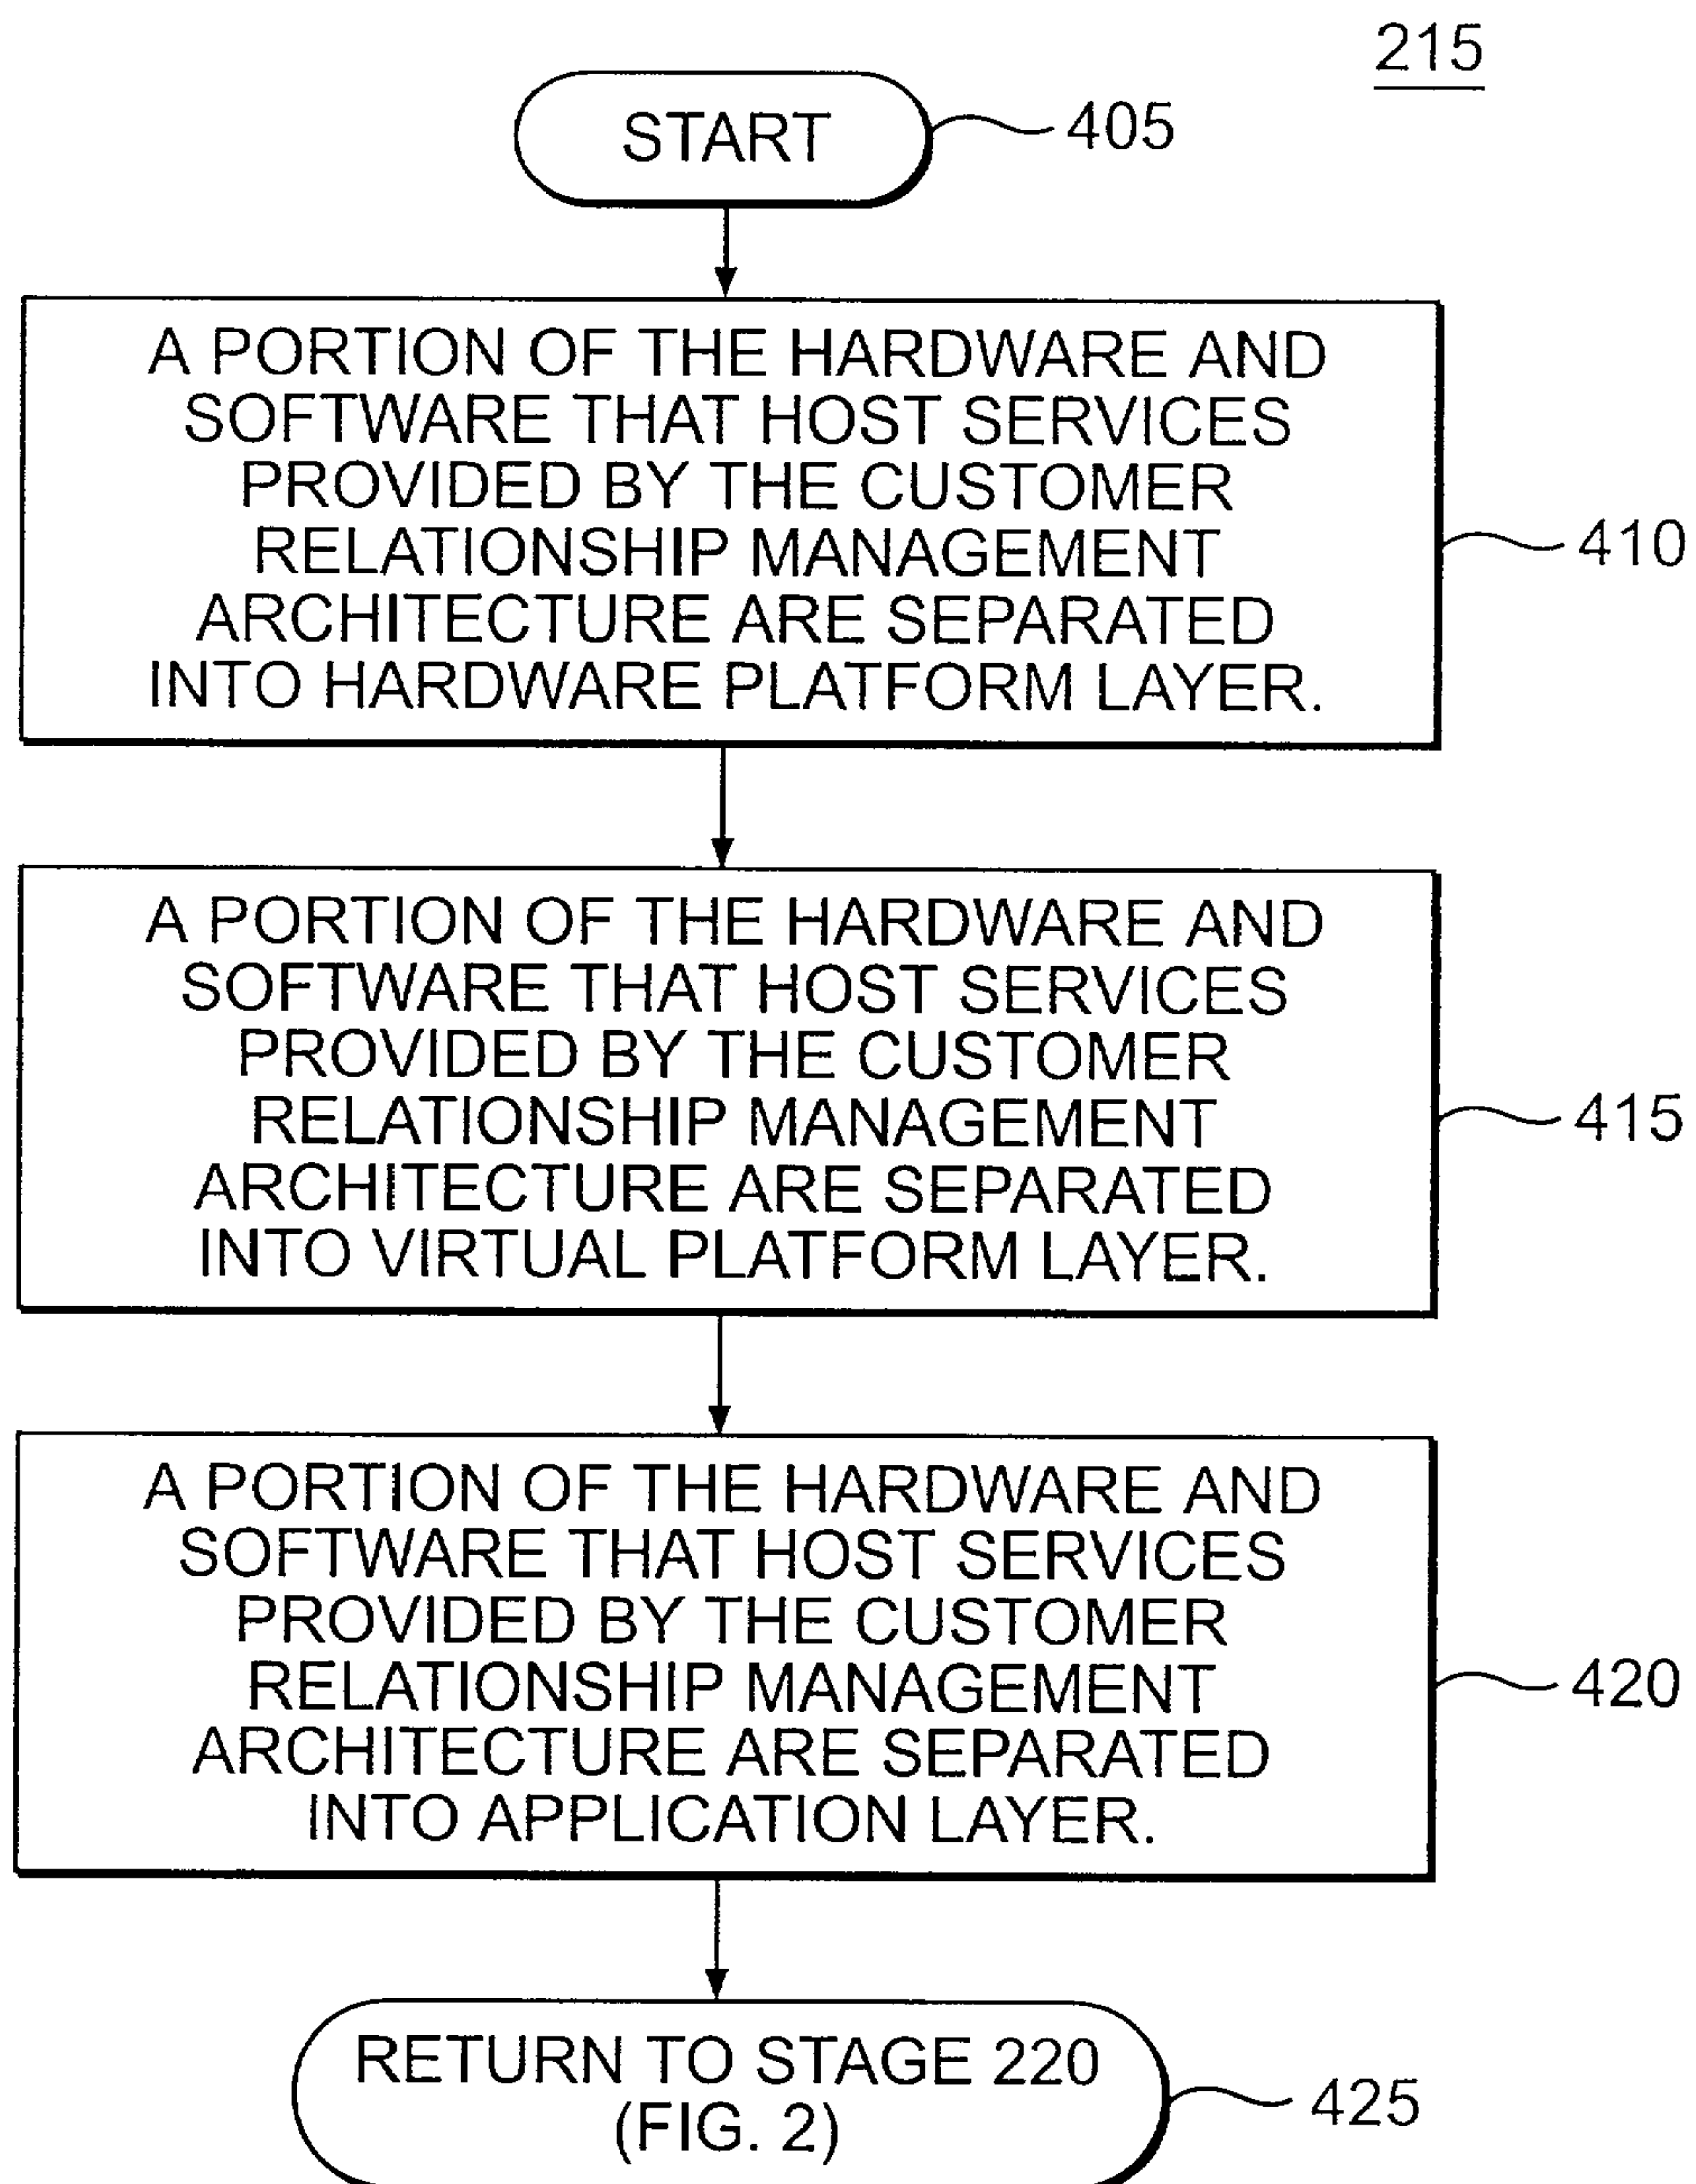 215
START
405
A PORTION OF THE HARDWARE AND
SOFTWARE THAT HOST SERVICES
PROVIDED BY THE CUSTOMER
RELATIONSHIP MANAGEMENT
ARCHITECTURE ARE SEPARATED
INTO HARDWARE PLATFORM LAYER.
410
A PORTION OF THE HARDWARE AND
SOFTWARE THAT HOST SERVICES
PROVIDED BY THE CUSTOMER
RELATIONSHIP MANAGEMENT
ARCHITECTURE ARE SEPARATED
INTO VIRTUAL PLATFORM LAYER.
415
A PORTION OF THE HARDWARE AND
SOFTWARE THAT HOST SERVICES
PROVIDED BY THE CUSTOMER
RELATIONSHIP MANAGEMENT
ARCHITECTURE ARE SEPARATED
INTO APPLICATION LAYER.
420
RETURN TO STAGE 220
(FIG. 2)
425